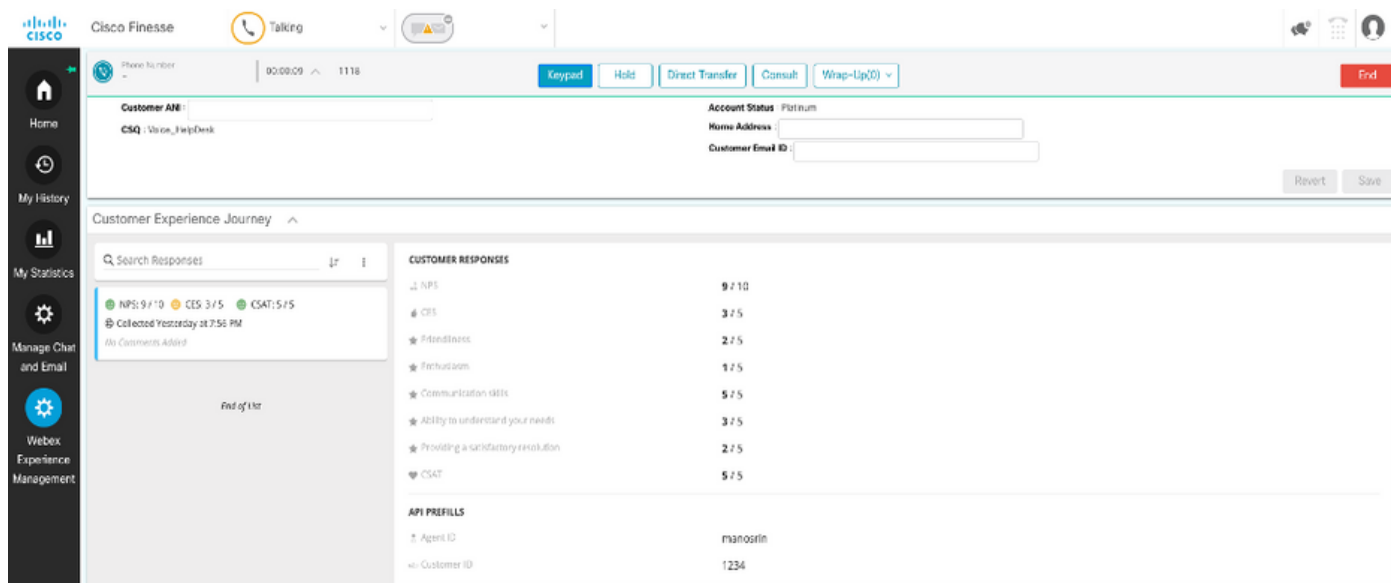 cisco
Cisco Finesse
Talking
Phone Number
–
00:00:09 1118
Keypad Hold Direct Transfer Consult Wrap-Up(0) End
Customer ANI :
CSQ : Voice_HelpDesk
Account Status Platinum
Home Address :
Customer Email ID :
Revert Save
Home
My History
My Statistics
Manage Chat
and Email
Webex
Experience
Management
Customer Experience Journey
Search Responses
NPS: 9 / 10 CES: 3 / 5 CSAT: 5 / 5
Collected Yesterday at 7:56 PM
No Comments Added
End of List
CUSTOMER RESPONSES
NPS 9 / 10
CES 3 / 5
Friendliness 2 / 5
Enthusiasm 1 / 5
Communication skills 5 / 5
Ability to understand your needs 3 / 5
Providing a satisfactory resolution 2 / 5
CSAT 5 / 5
API PREFILLS
Agent ID manosrin
Customer ID 1234